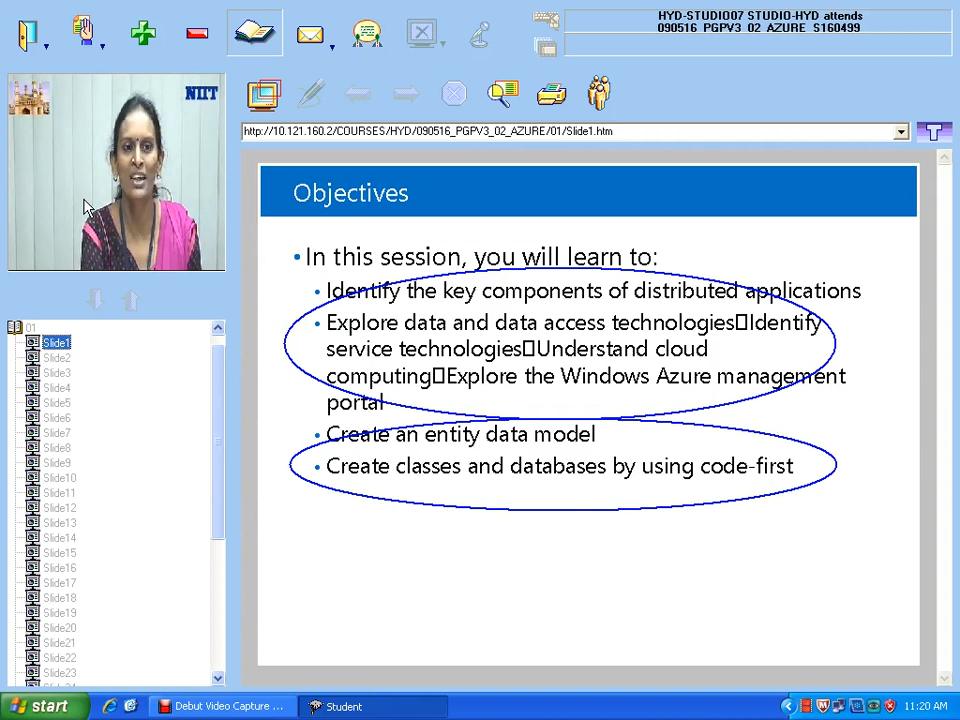 HYD-STUDIO07 STUDIO-HYD attends
090516_PGPV3_02_AZURE_S160499
NIIT
http://10.121.160.2/COURSES/HYD/090516_PGPV3_02_AZURE/01/Slide1.htm
T
Objectives
• In this session, you will learn to:
• Identify the key components of distributed applications
• Explore data and data access technologies▯Identify
service technologies▯Understand cloud
computing▯Explore the Windows Azure management
portal
• Create an entity data model
• Create classes and databases by using code-first
01
Slide1
Slide2
Slide3
Slide4
Slide5
Slide6
Slide7
Slide8
Slide9
Slide10
Slide11
Slide12
Slide13
Slide14
Slide15
Slide16
Slide17
Slide18
Slide19
Slide20
Slide21
Slide22
Slide23
start
Debut Video Capture ...
Student
11:20 AM